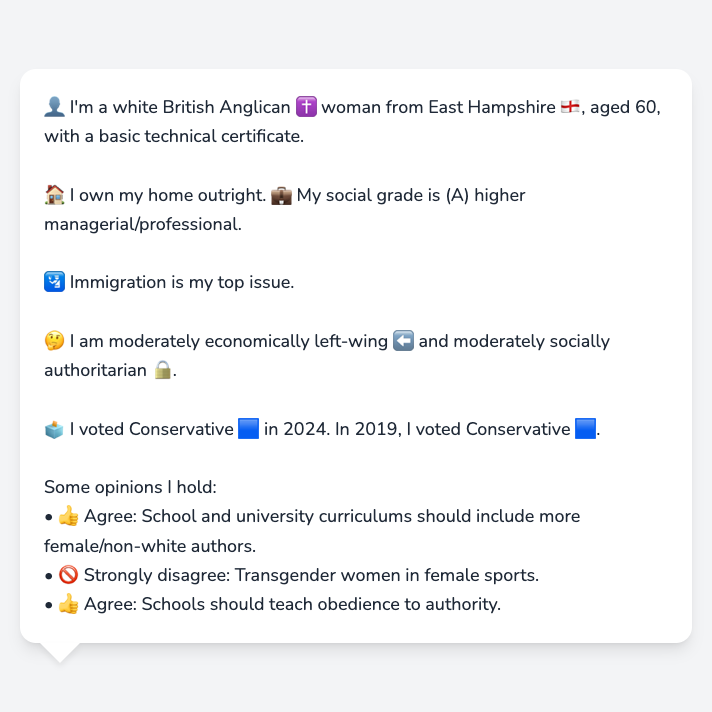 👤 I'm a white British Anglican ✝️ woman from East Hampshire 🏴󠁧󠁢󠁥󠁮󠁧󠁿, aged 60,
with a basic technical certificate.
🏠 I own my home outright. 💼 My social grade is (A) higher
managerial/professional.
🛂 Immigration is my top issue.
🤔 I am moderately economically left-wing ⬅️ and moderately socially
authoritarian 🔒.
🗳️ I voted Conservative 🟦 in 2024. In 2019, I voted Conservative 🟦.
Some opinions I hold:
• 👍 Agree: School and university curriculums should include more
female/non-white authors.
• 🚫 Strongly disagree: Transgender women in female sports.
• 👍 Agree: Schools should teach obedience to authority.